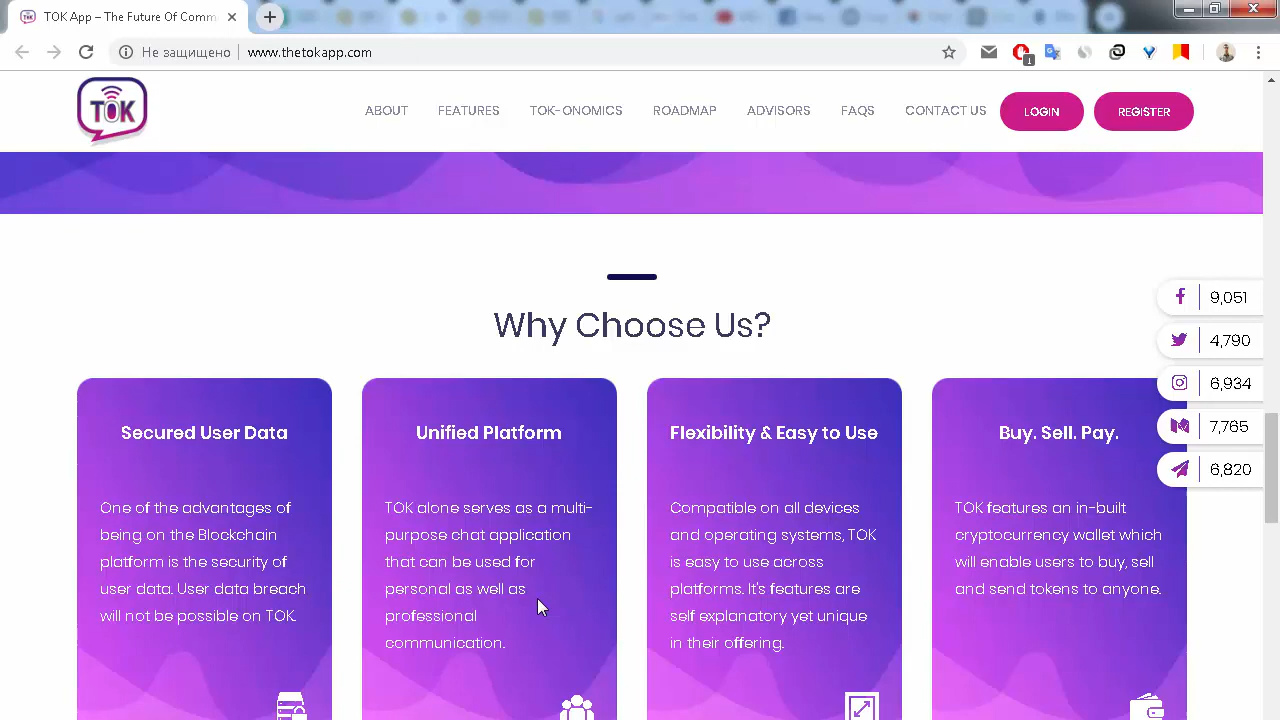 TOK App – The Future Of Comm
Не защищено
www.thetokapp.com
1
TOK
ABOUT
FEATURES
TOK-ONOMICS
ROADMAP
ADVISORS
FAQS
CONTACT US
LOGIN
REGISTER
Why Choose Us?
9,051
4,790
6,934
7,765
6,820
Secured User Data
One of the advantages of
being on the Blockchain
platform is the security of
user data. User data breach
will not be possible on TOK.
Unified Platform
TOK alone serves as a multi-
purpose chat application
that can be used for
personal as well as
professional
communication.
Flexibility & Easy to Use
Compatible on all devices
and operating systems, TOK
is easy to use across
platforms. It's features are
self explanatory yet unique
in their offering.
Buy. Sell. Pay.
TOK features an in-built
cryptocurrency wallet which
will enable users to buy, sell
and send tokens to anyone.